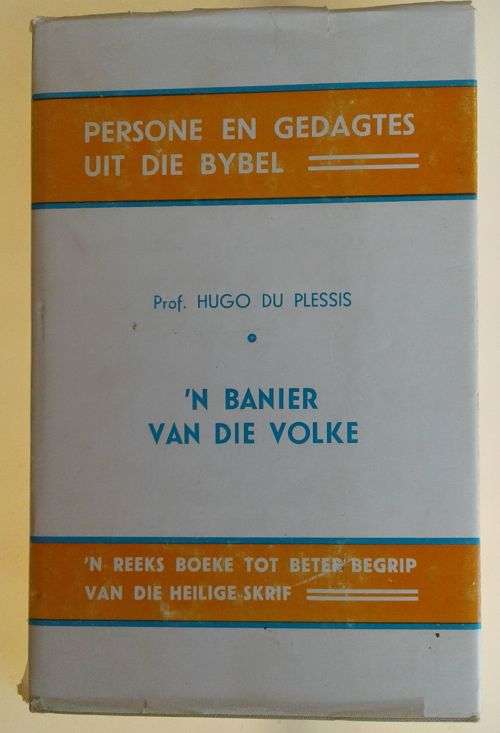 PERSONE EN GEDAGTES
UIT DIE BYBEL
Prof. HUGO DU PLESSIS
'N BANIER
VAN DIE VOLKE
'N REEKS BOEKE TOT BETER BEGRIP
VAN DIE HEILIGE SKRIF